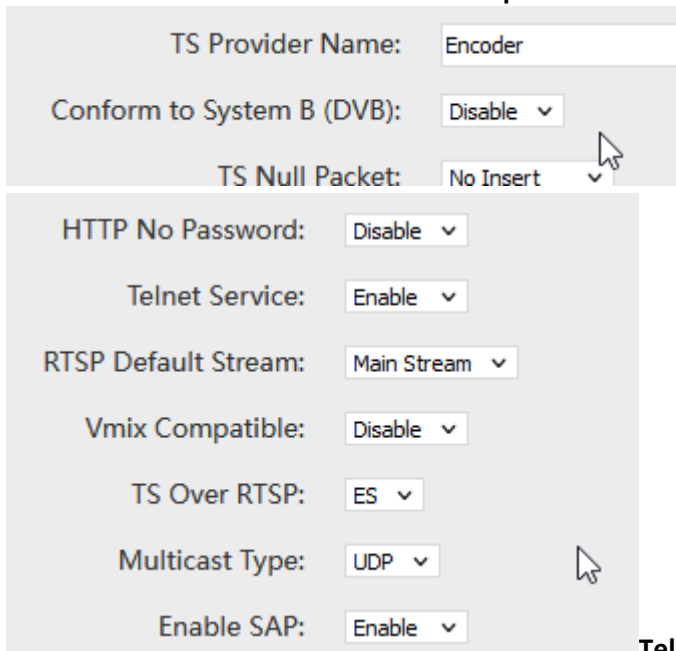 TS Provider Name: Encoder
Conform to System B (DVB): Disable
TS Null Packet: No Insert
HTTP No Password: Disable
Telnet Service: Enable
RTSP Default Stream: Main Stream
Vmix Compatible: Disable
TS Over RTSP: ES
Multicast Type: UDP
Enable SAP: Enable
Tel